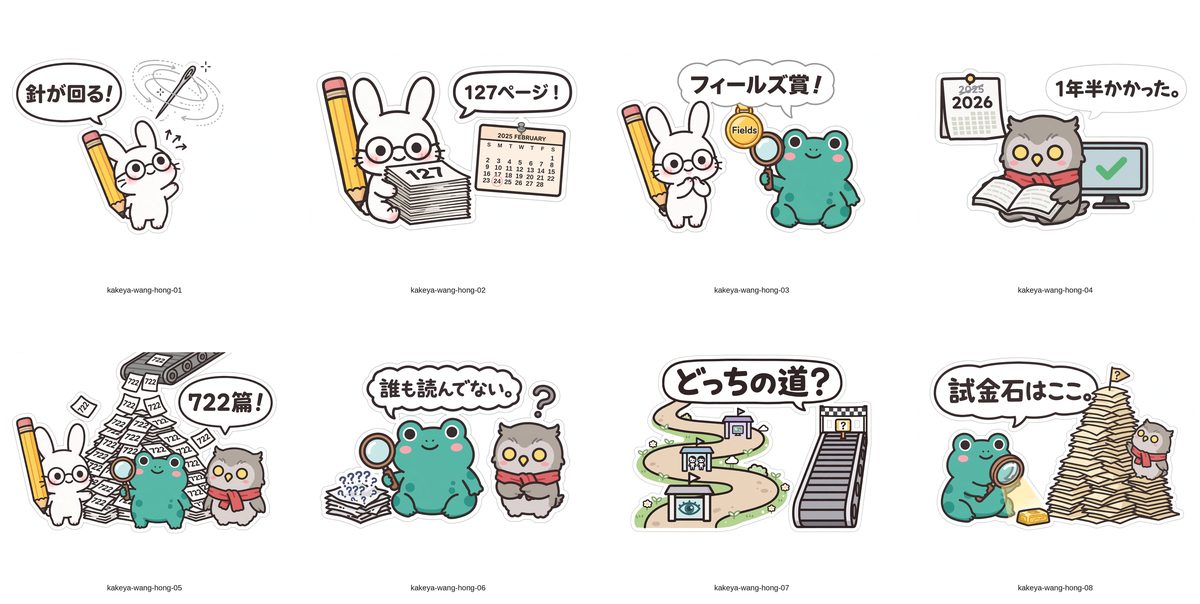 針が回る!
127ページ!
127
2025 FEBRUARY
S M T W T F S
1
2 3 4 5 6 7 8
9 10 11 12 13 14 15
16 17 18 19 20 21 22
23 24 25 26 27 28
フィールズ賞!
Fields
1年半かかった。
2025
2026
kakeya-wang-hong-01
kakeya-wang-hong-02
kakeya-wang-hong-03
kakeya-wang-hong-04
722篇!
722
722
722
722
誰も読んでない。
?
????
????
どっちの道?
?
試金石はここ。
?
kakeya-wang-hong-05
kakeya-wang-hong-06
kakeya-wang-hong-07
kakeya-wang-hong-08